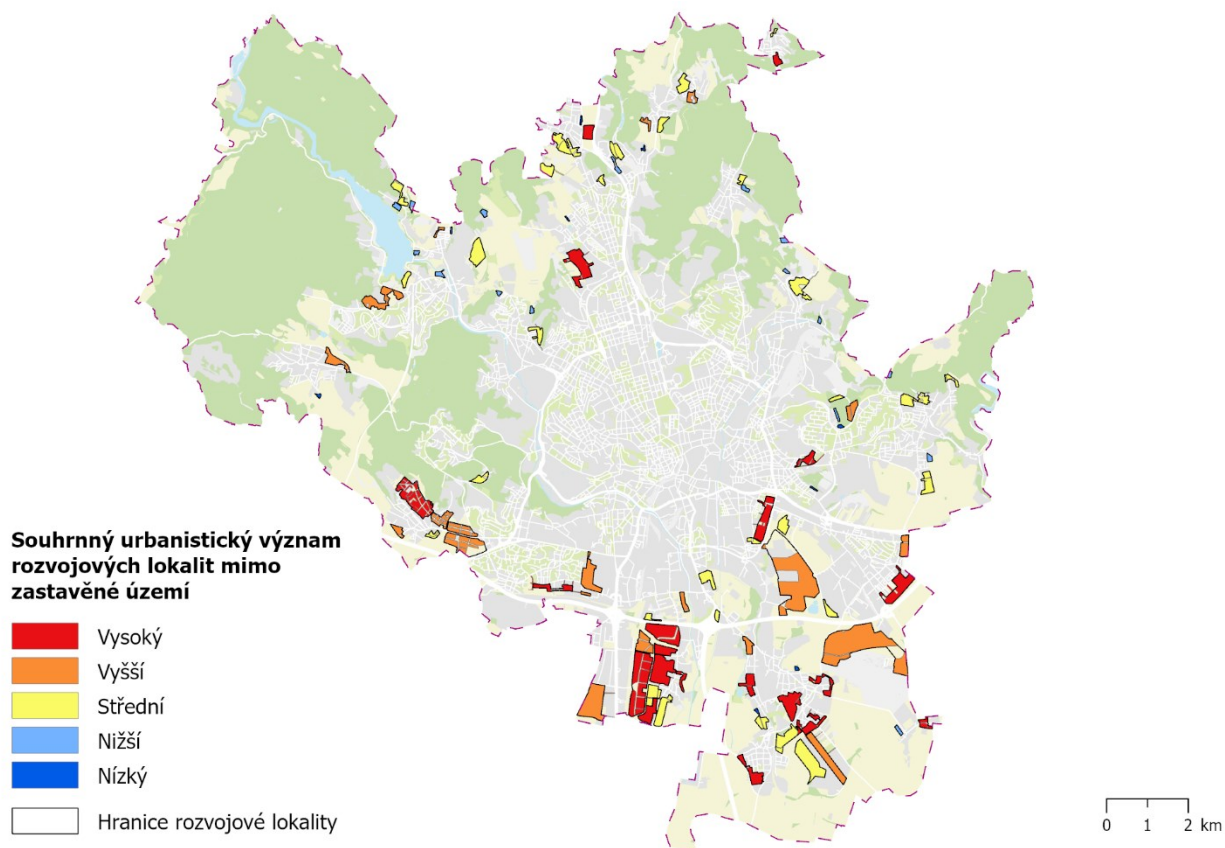 Souhrnný urbanistický význam
rozvojových lokalit mimo
zastavěné území
Vysoký
Vyšší
Střední
Nižší
Nízký
Hranice rozvojové lokality
0 1 2 km